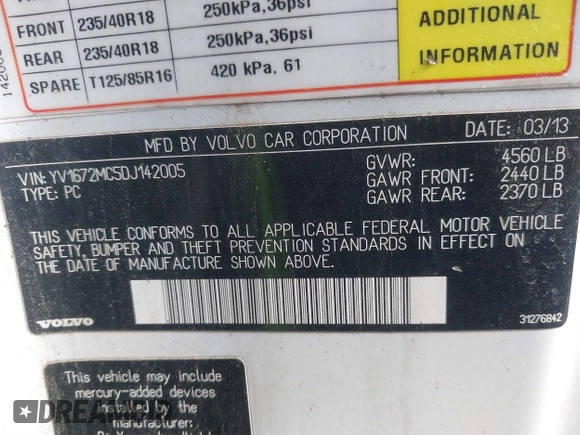 250kPa,36psi
FRONT 235/40R18
ADDITIONAL
REAR 235/40R18 250kPa,36psi
INFORMATION
SPARE T125/85R16 420 kPa, 61
MFD BY VOLVO CAR CORPORATION DATE: 03/13
VIN: YV1672MC5DJ142005
TYPE: PC
GVWR: 4560 LB
GAWR FRONT: 2440 LB
GAWR REAR: 2370 LB
THIS VEHICLE CONFORMS TO ALL APPLICABLE FEDERAL MOTOR VEHICLE
SAFETY, BUMPER AND THEFT PREVENTION STANDARDS IN EFFECT ON
THE DATE OF MANUFACTURE SHOWN ABOVE.
VOLVO
31276842
This vehicle may include
mercury-added devices
installed by the
manufacturer: